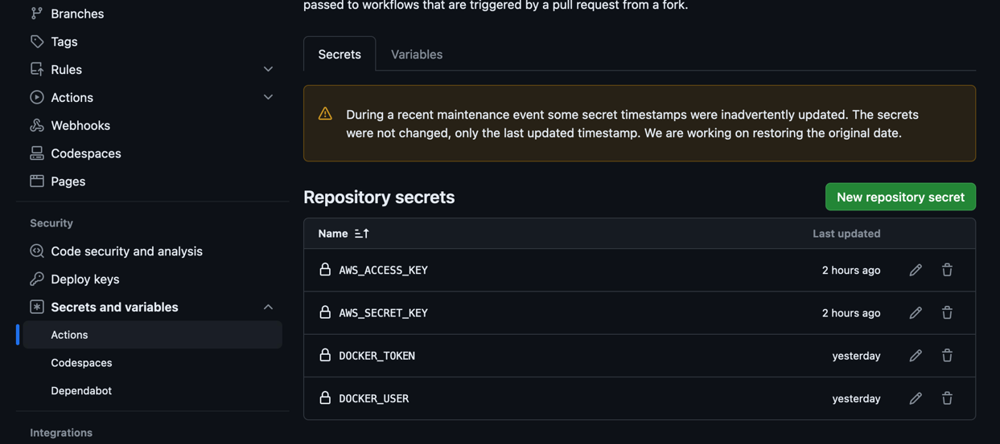 passed to workflows that are triggered by a pull request from a fork.
Branches
Tags
Rules
Actions
Webhooks
Codespaces
Pages
Security
Code security and analysis
Deploy keys
Secrets and variables
Actions
Codespaces
Dependabot
Integrations
Secrets Variables
During a recent maintenance event some secret timestamps were inadvertently updated. The secrets
were not changed, only the last updated timestamp. We are working on restoring the original date.
Repository secrets New repository secret
Name Last updated
AWS_ACCESS_KEY 2 hours ago
AWS_SECRET_KEY 2 hours ago
DOCKER_TOKEN yesterday
DOCKER_USER yesterday